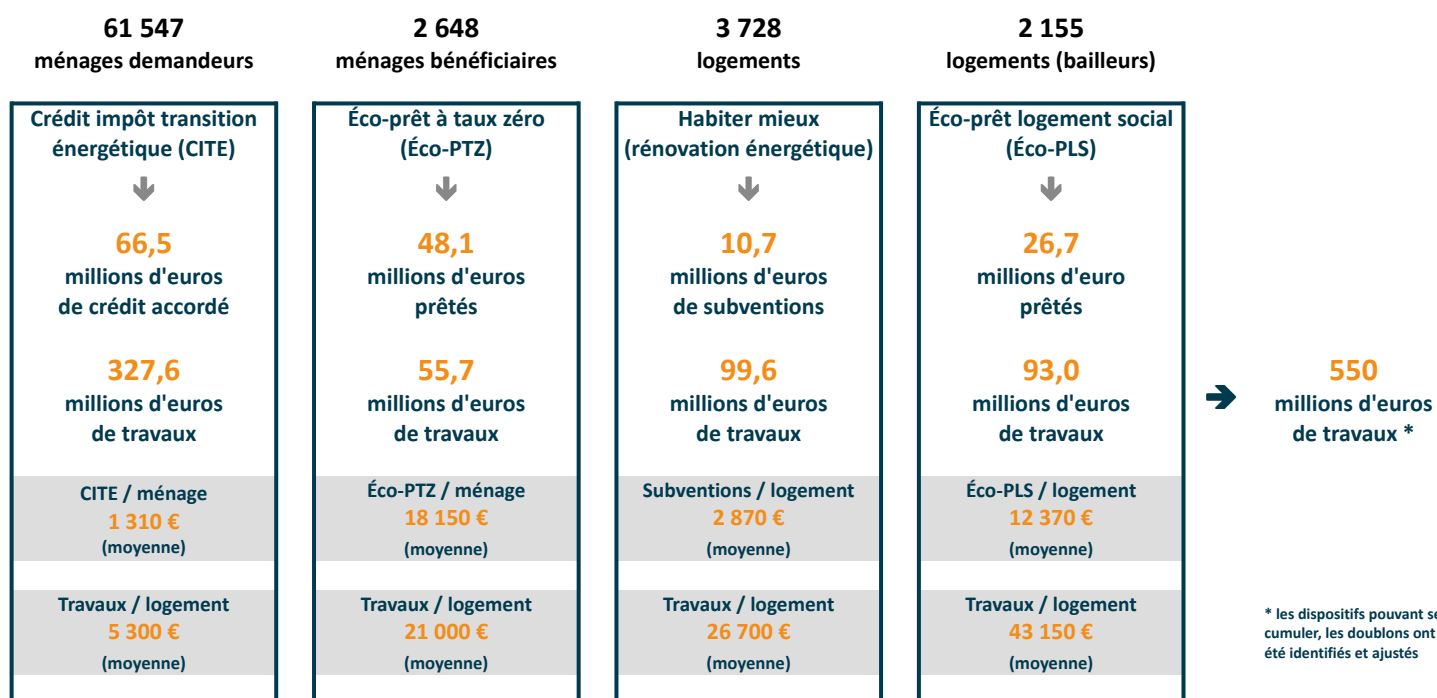 61 547
ménages demandeurs
Crédit impôt transition
énergétique (CITE)
66,5
millions d'euros
de crédit accordé
327,6
millions d'euros
de travaux
CITE / ménage
1 310 €
(moyenne)
Travaux / logement
5 300 €
(moyenne)
2 648
ménages bénéficiaires
Éco-prêt à taux zéro
(Éco-PTZ)
48,1
millions d'euros
prêtés
55,7
millions d'euros
de travaux
Éco-PTZ / ménage
18 150 €
(moyenne)
Travaux / logement
21 000 €
(moyenne)
3 728
logements
Habiter mieux
(rénovation énergétique)
10,7
millions d'euros
de subventions
99,6
millions d'euros
de travaux
Subventions / logement
2 870 €
(moyenne)
Travaux / logement
26 700 €
(moyenne)
2 155
logements (bailleurs)
Éco-prêt logement social
(Éco-PLS)
26,7
millions d'euro
prêtés
93,0
millions d'euros
de travaux
Éco-PLS / logement
12 370 €
(moyenne)
Travaux / logement
43 150 €
(moyenne)
550
millions d'euros
de travaux *
* les dispositifs pouvant se
cumuler, les doublons ont
été identifiés et ajustés